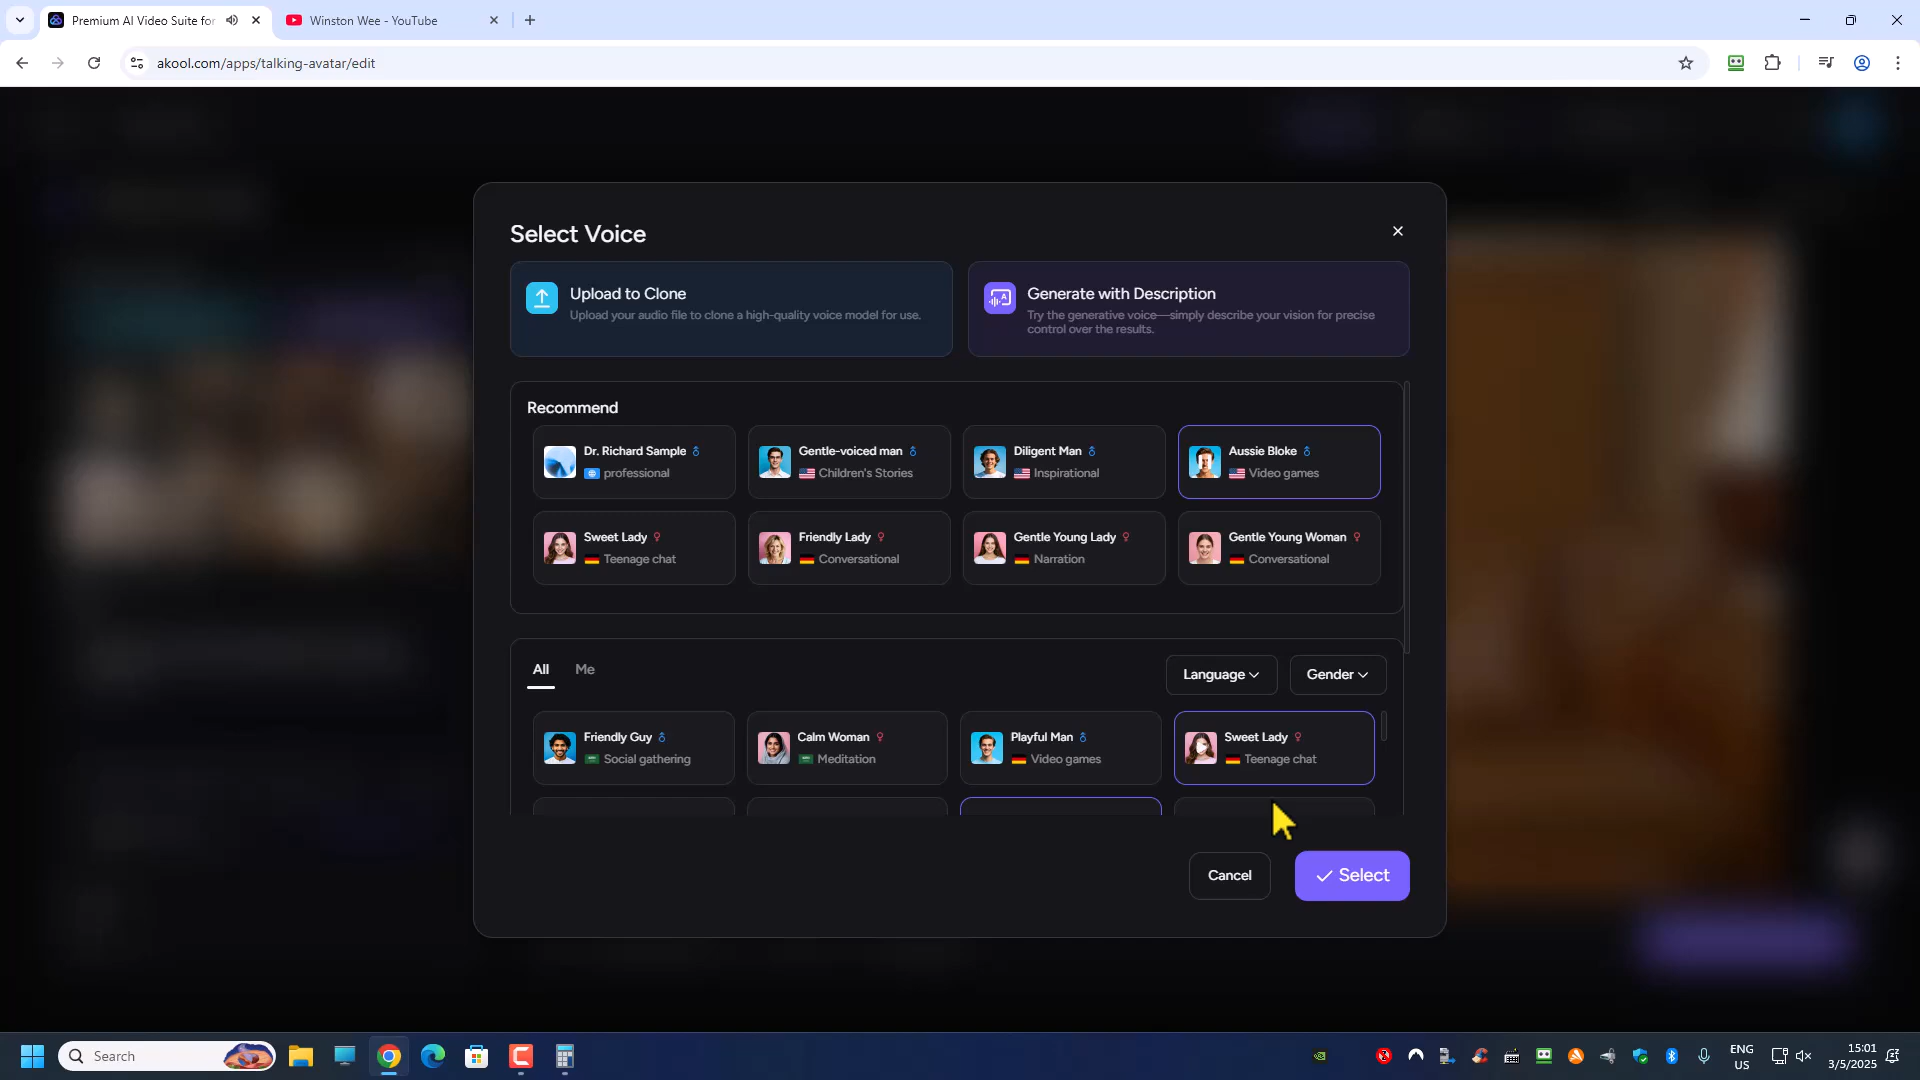 Premium AI Video Suite for
Winston Wee - YouTube
akool.com/apps/talking-avatar/edit
Select Voice
Upload to Clone
Upload your audio file to clone a high-quality voice model for use.
Generate with Description
Try the generative voice—simply describe your vision for precise
control over the results.
Recommend
Dr. Richard Sample
professional
Gentle-voiced man
Children's Stories
Diligent Man
Inspirational
Aussie Bloke
Video games
Sweet Lady
Teenage chat
Friendly Lady
Conversational
Gentle Young Lady
Narration
Gentle Young Woman
Conversational
All
Me
Language
Gender
Friendly Guy
Social gathering
Calm Woman
Meditation
Playful Man
Video games
Sweet Lady
Teenage chat
Cancel
Select
Search
ENG
US
15:01
3/5/2025